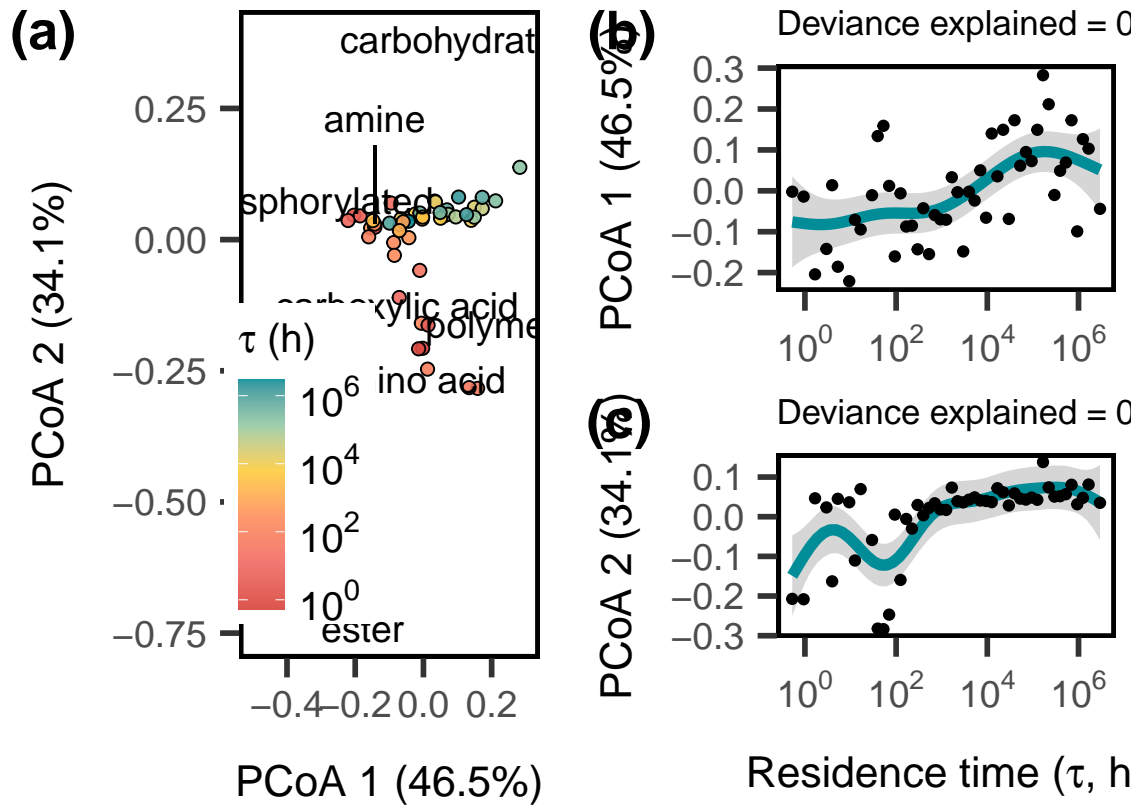 (a)
carbohydrat
amine
sphorylated
carboxylic acid
polyme
ino acid
ester
τ (h)
10^6
10^4
10^2
10^0
0.25
0.00
−0.25
−0.50
−0.75
−0.4
−0.2
0.0
0.2
PCoA 2 (34.1%)
PCoA 1 (46.5%)
(b)
Deviance explained = 0
PCoA 1 (46.5%)
0.3
0.2
0.1
0.0
−0.1
−0.2
10^0
10^2
10^4
10^6
(c)
Deviance explained = 0
PCoA 2 (34.1%)
0.1
0.0
−0.1
−0.2
−0.3
10^0
10^2
10^4
10^6
Residence time (τ, h